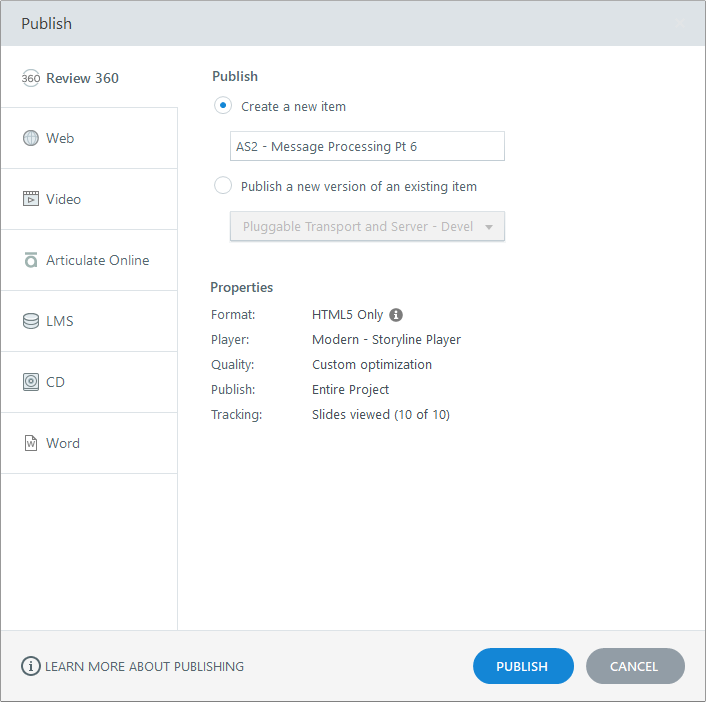 Publish
360 Review 360
Web
Video
Articulate Online
LMS
CD
W Word
Publish
Create a new item
AS2 - Message Processing Pt 6
Publish a new version of an existing item
Pluggable Transport and Server - Devel
Properties
Format: HTML5 Only
Player: Modern - Storyline Player
Quality: Custom optimization
Publish: Entire Project
Tracking: Slides viewed (10 of 10)
LEARN MORE ABOUT PUBLISHING
PUBLISH
CANCEL